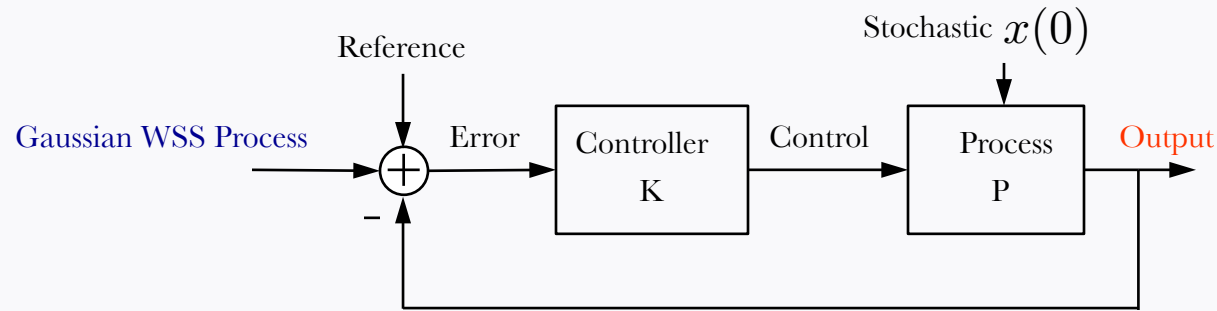 Stochastic x(0)
Reference
Gaussian WSS Process
Error
Controller
K
Control
Process
P
Output
+
-